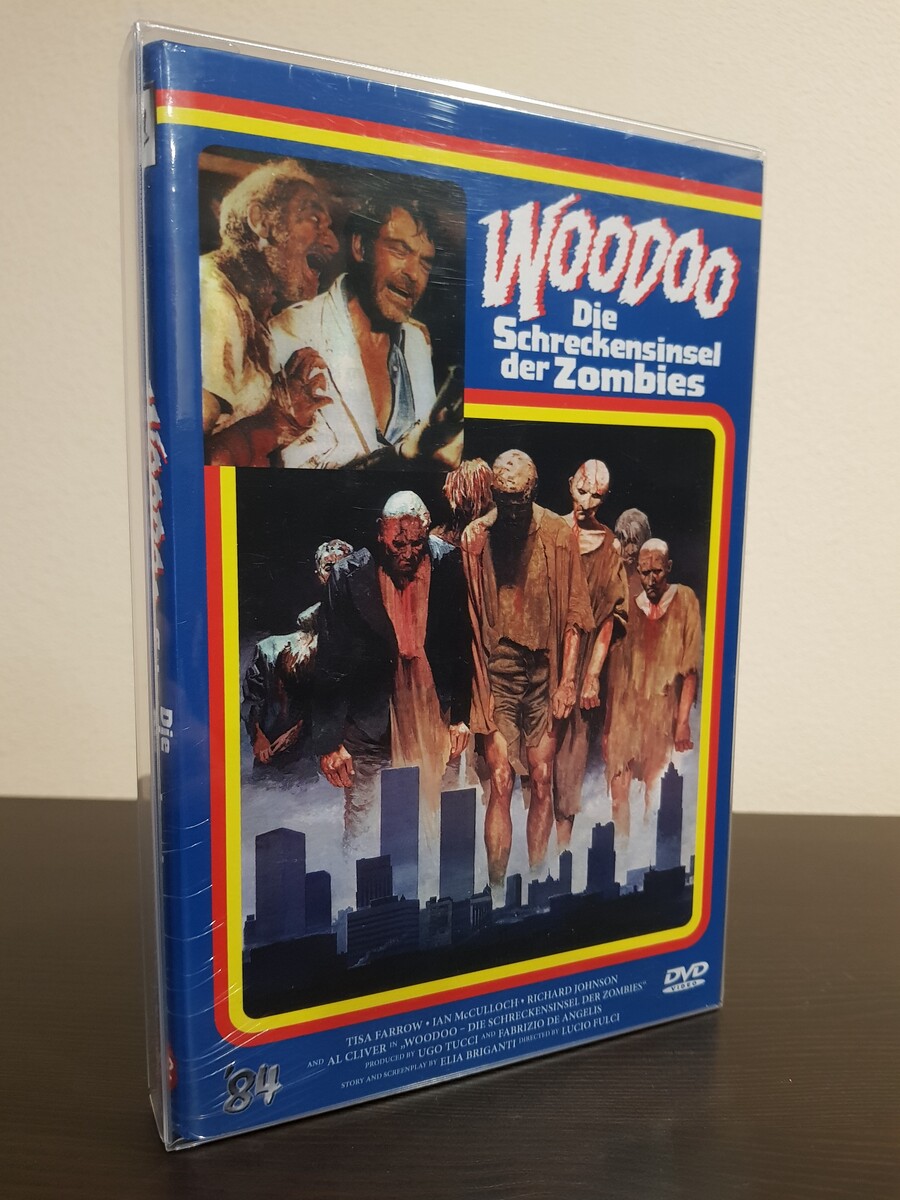 WOODOO
Die
Schreckensinsel
der Zombies
Die
DVD
VIDEO
TISA FARROW • IAN McCULLOCH • RICHARD JOHNSON
AND AL CLIVER IN „WOODOO – DIE SCHRECKENSINSEL DER ZOMBIES“
PRODUCED BY UGO TUCCI AND FABRIZIO DE ANGELIS
STORY AND SCREENPLAY BY ELIA BRIGANTI DIRECTED BY LUCIO FULCI
'84